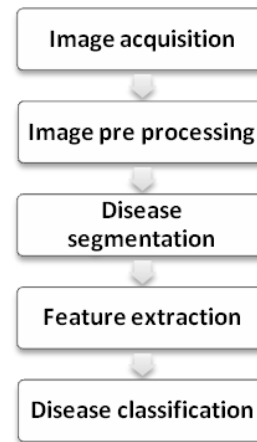 Image acquisition
Image pre processing
Disease
segmentation
Feature extraction
Disease classification